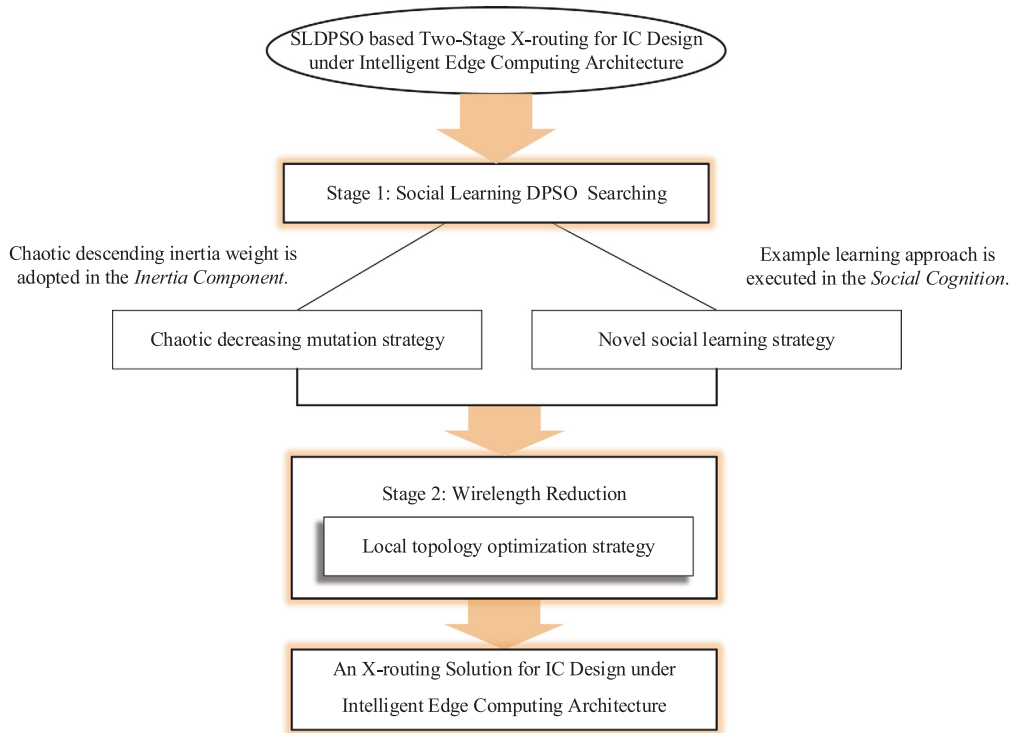 SLDPSO based Two-Stage X-routing for IC Design
under Intelligent Edge Computing Architecture
Stage 1: Social Learning DPSO Searching
Chaotic descending inertia weight is
adopted in the Inertia Component.
Example learning approach is
executed in the Social Cognition.
Chaotic decreasing mutation strategy
Novel social learning strategy
Stage 2: Wirelength Reduction
Local topology optimization strategy
An X-routing Solution for IC Design under
Intelligent Edge Computing Architecture